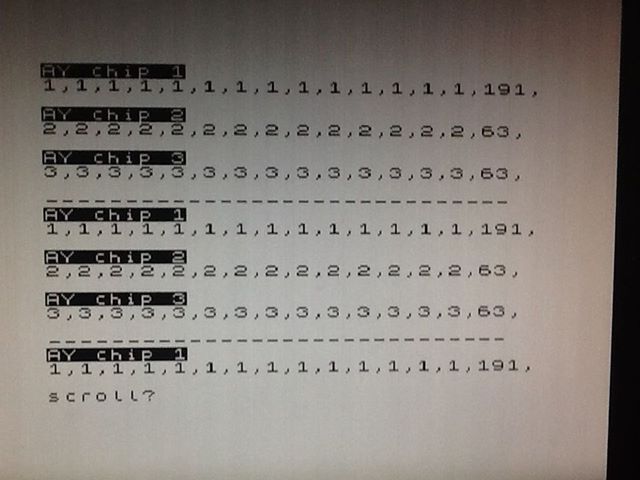 AY chip 1
1,1,1,1,1,1,1,1,1,1,1,1,1,1,191,
AY chip 2
2,2,2,2,2,2,2,2,2,2,2,2,2,2,63,
AY chip 3
3,3,3,3,3,3,3,3,3,3,3,3,3,3,63,
--------------------------------
AY chip 1
1,1,1,1,1,1,1,1,1,1,1,1,1,1,191,
AY chip 2
2,2,2,2,2,2,2,2,2,2,2,2,2,2,63,
AY chip 3
3,3,3,3,3,3,3,3,3,3,3,3,3,3,63,
--------------------------------
AY chip 1
1,1,1,1,1,1,1,1,1,1,1,1,1,1,191,
scroll?